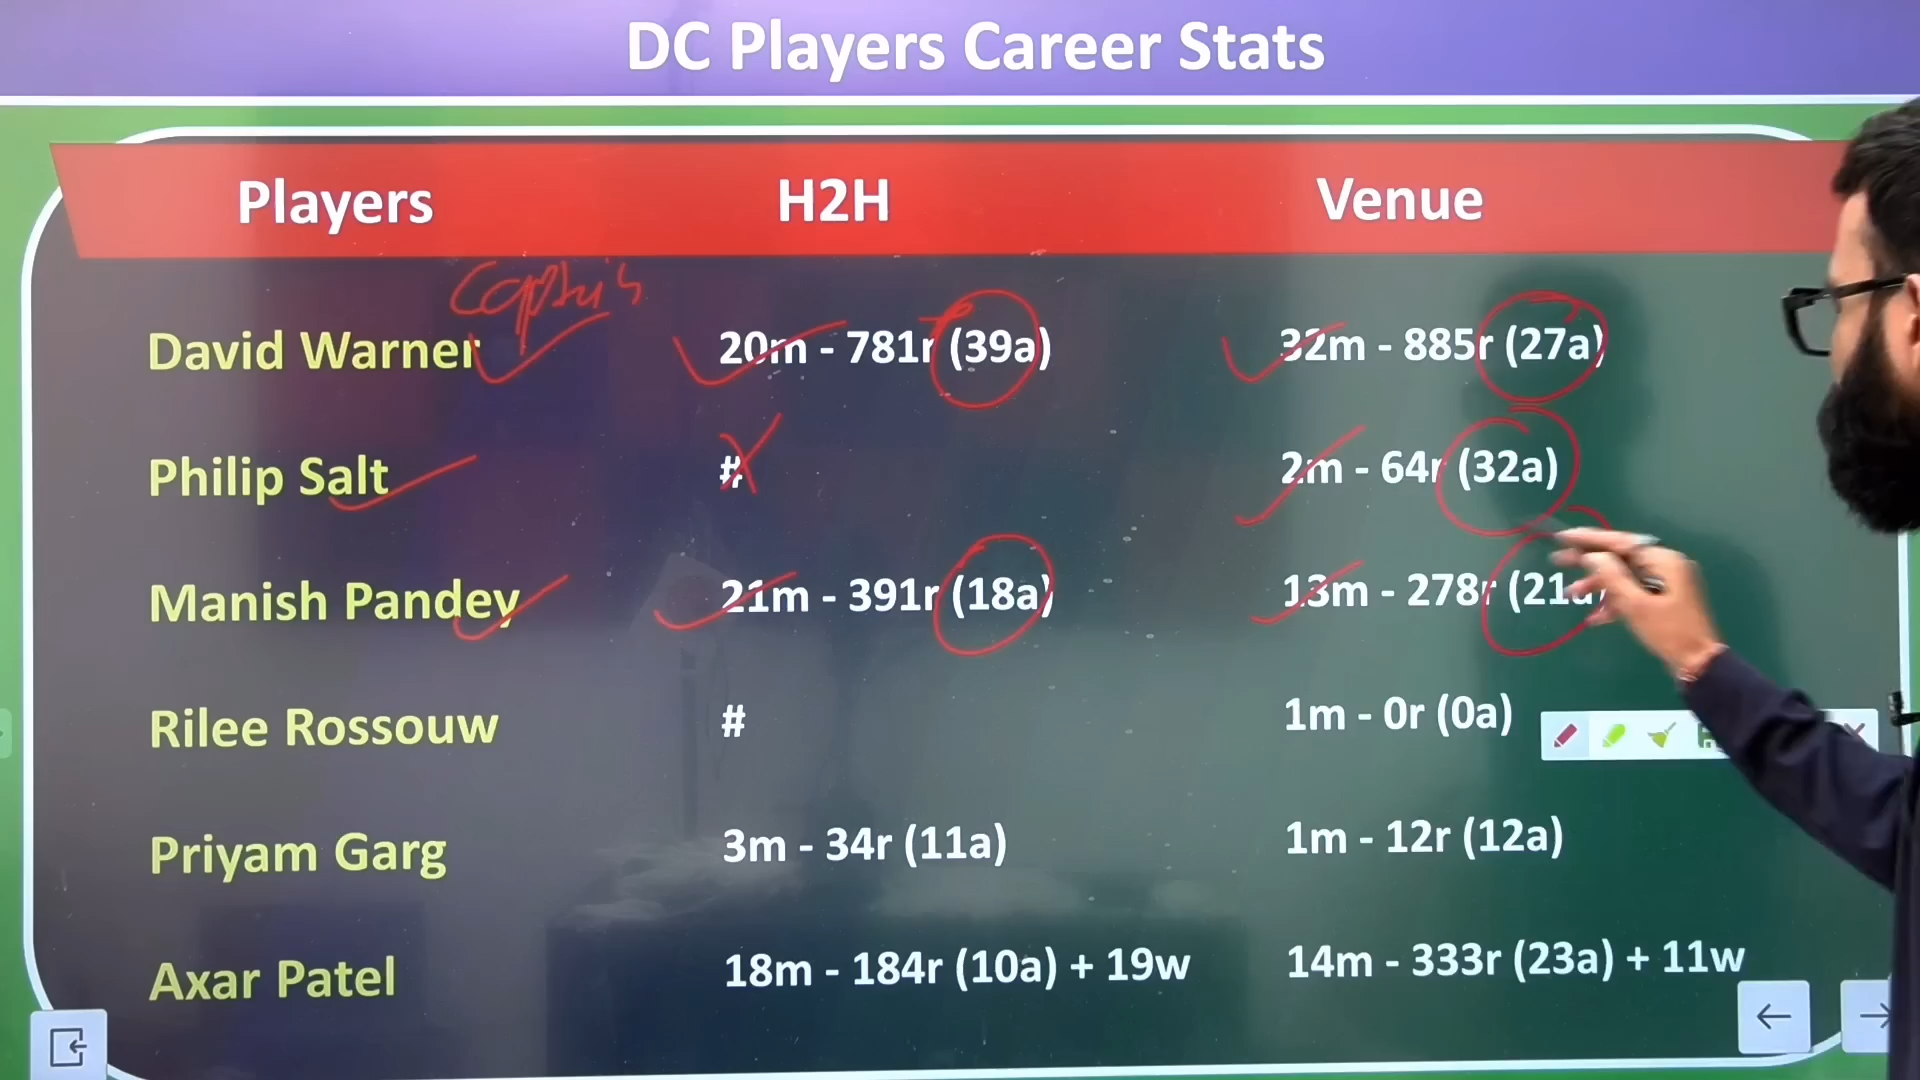 DC Players Career Stats
Players H2H Venue
Captain
David Warner 20m - 781r (39a) 32m - 885r (27a)
Philip Salt # 2m - 64r (32a)
Manish Pandey 21m - 391r (18a) 13m - 278r (21a)
Rilee Rossouw # 1m - 0r (0a)
Priyam Garg 3m - 34r (11a) 1m - 12r (12a)
Axar Patel 18m - 184r (10a) + 19w 14m - 333r (23a) + 11w